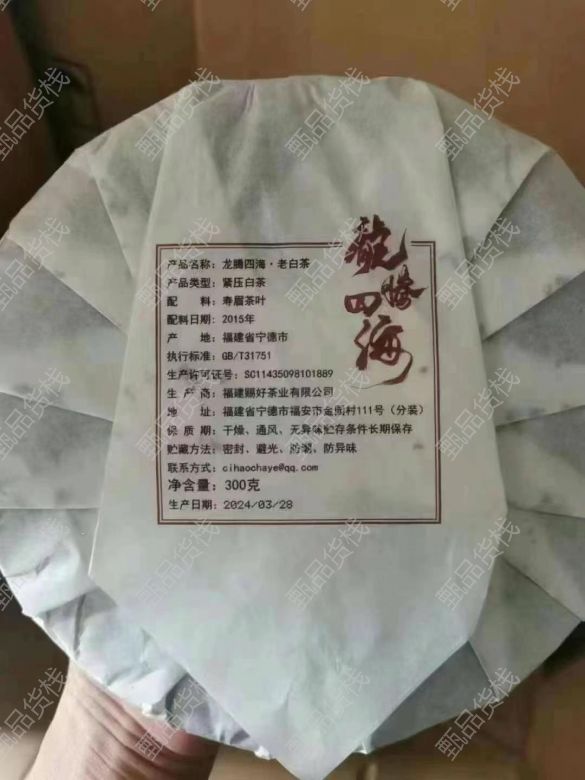 龙腾四海
产品名称：龙腾四海·老白茶
产品类型：紧压白茶
配 料：寿眉茶叶
配料日期：2015年
产 地：福建省宁德市
执行标准：GB/T31751
生产许可证号：SC11435098101889
生 产 商：福建赐好茶业有限公司
地 址：福建省宁德市福安市金 村111号（分装）
保 质 期：干燥、通风、无异味贮存条件长期保存
贮藏方法：密封、避光、防潮、防异味
联系方式：cihaochaye@qq.com
净含量：300克
生产日期：2024/03/28
甄品货栈